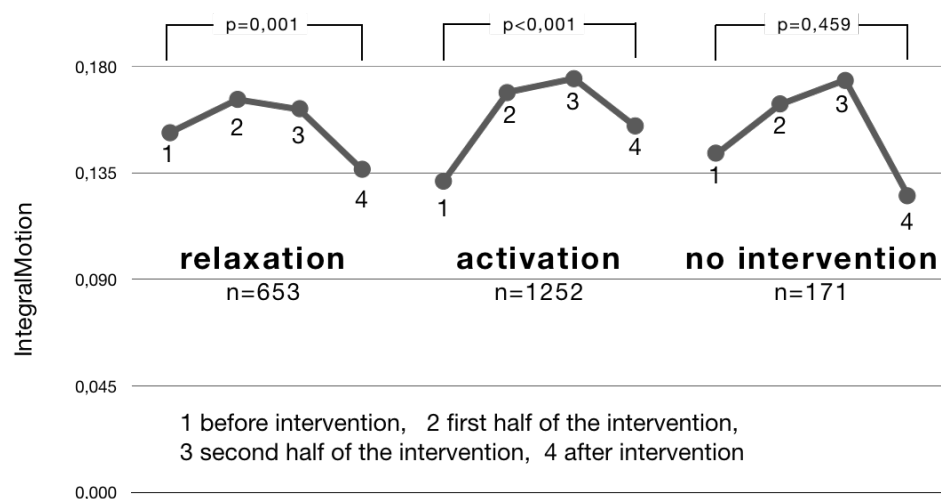 p=0,001
p<0,001
p=0,459
0,180
1
2
3
4
1
2
3
4
1
2
3
4
0,135
relaxation
activation
no intervention
0,090
n=653
n=1252
n=171
IntegralMotion
0,045
1 before intervention, 2 first half of the intervention,
3 second half of the intervention, 4 after intervention
0.000